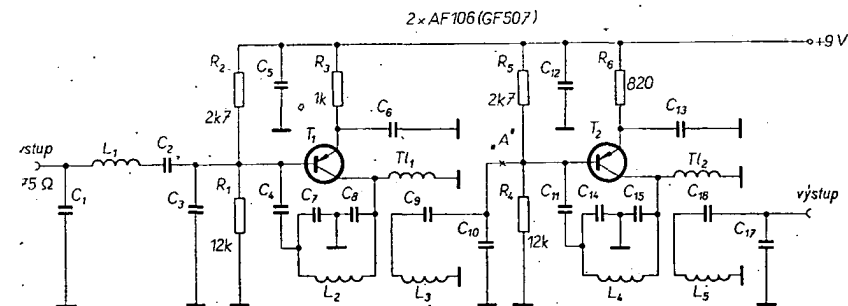 2 x AF106 (GF507)
+9 V
R2
C5
R3
R5
C12
R6
2k7
1k
C6
2k7
820
C13
"A"
T1
T2
vstup
L1
C2
Tl1
Tl2
75 Ω
C1
C3
R1
C4
C7
C8
C9
C10
R4
C11
C14
C15
C16
C17
výstup
12k
12k
L2
L3
L4
L5